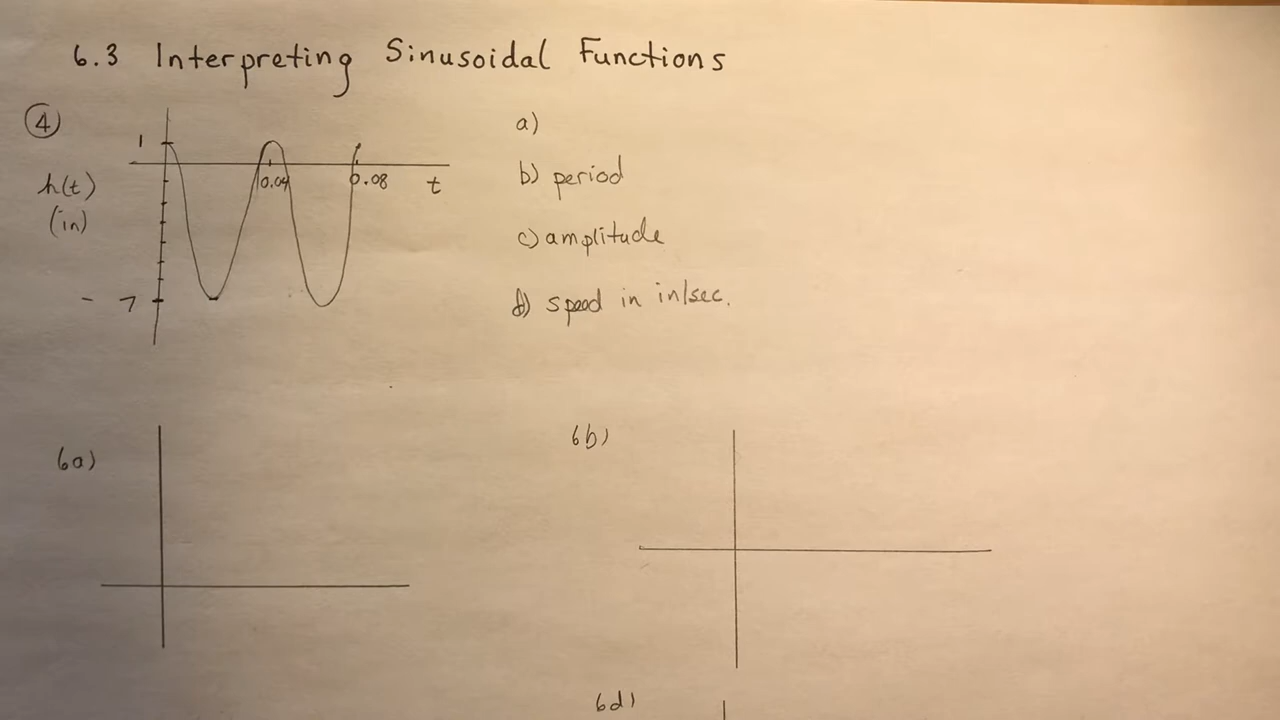 6.3 Interpreting Sinusoidal Functions
4
1
h(t)
(in)
0.04
0.08
t
- 7
a)
b) period
c) amplitude
d) speed in in/sec.
6a)
6b)
6d)